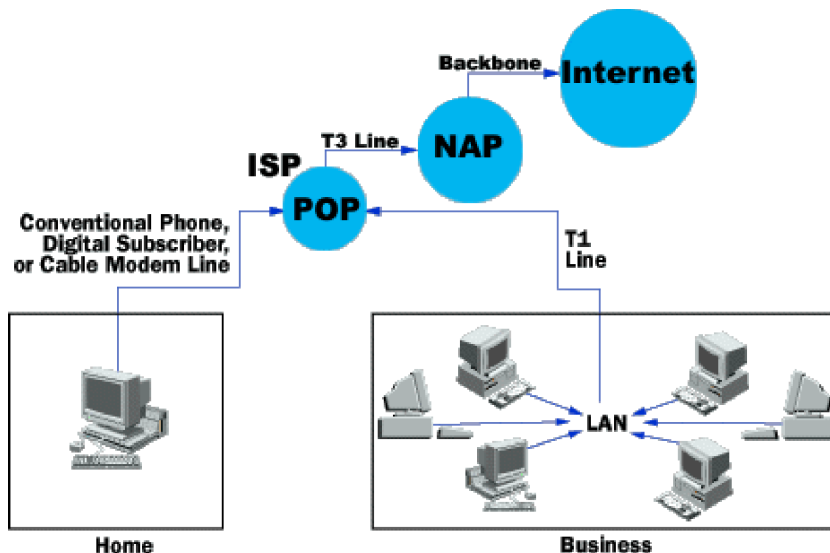 Backbone
Internet
T3 Line
NAP
ISP
POP
Conventional Phone,
Digital Subscriber,
or Cable Modem Line
T1
Line
LAN
Home
Business